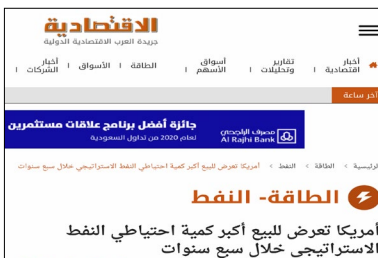 الاقتصادية
جريدة العرب الاقتصادية الدولية
أخبار اقتصادية | تقارير وتحليلات | أسواق الأسهم | الطاقة | الأسواق | أخبار الشركات |
آخر ساعة
جائزة أفضل برنامج علاقات مستثمرين
لعام 2020 من تداول السعودية
مصرف الراجحي
Al Rajhi Bank
الرئيسية > الطاقة > النفط > أمريكا تعرض للبيع أكبر كمية احتياطي النفط الاستراتيجي خلال سبع سنوات
الطاقة- النفط
أمريكا تعرض للبيع أكبر كمية احتياطي النفط
الاستراتيجي خلال سبع سنوات